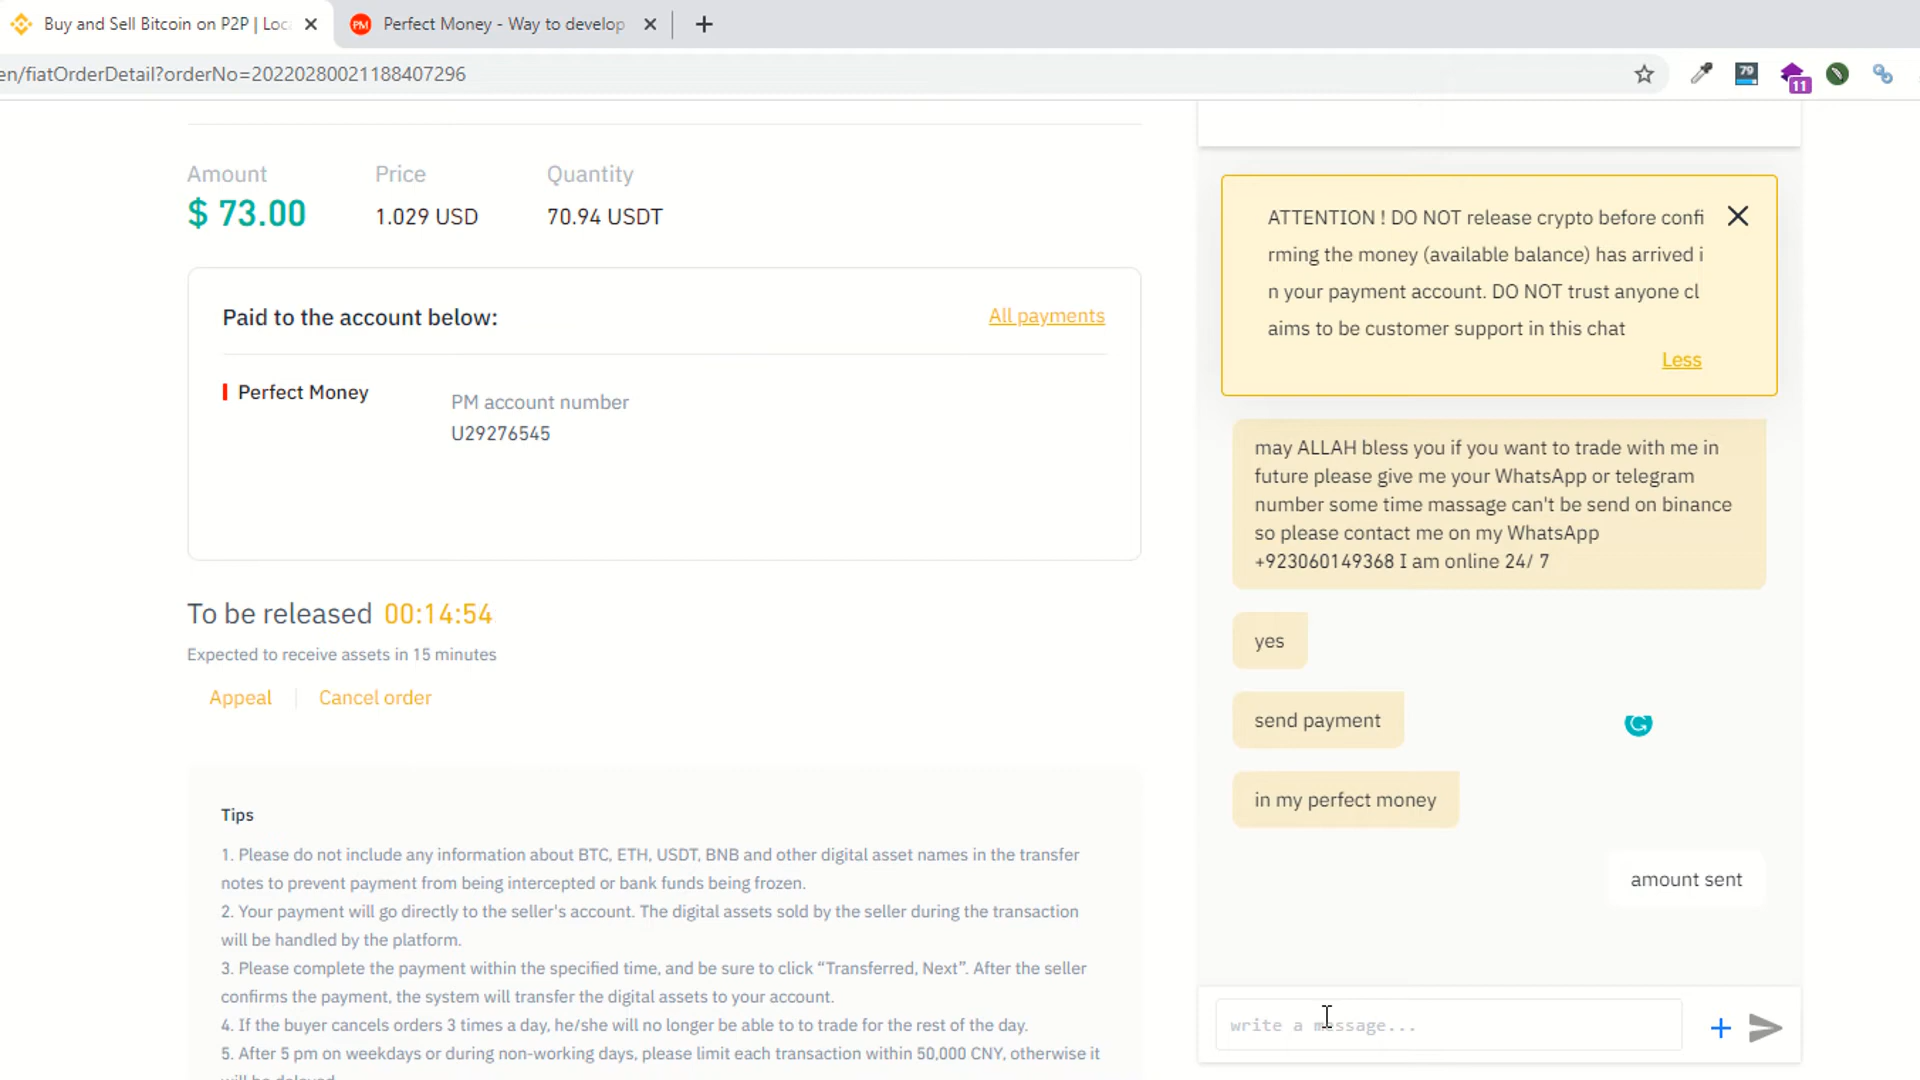 Buy and Sell Bitcoin on P2P | Loc
Perfect Money - Way to develop
en/fiatOrderDetail?orderNo=20220280021188407296
79
11
Amount
Price
Quantity
$ 73.00
1.029 USD
70.94 USDT
Paid to the account below:
All payments
Perfect Money
PM account number
U29276545
To be released 00:14:54
Expected to receive assets in 15 minutes
Appeal
Cancel order
Tips
1. Please do not include any information about BTC, ETH, USDT, BNB and other digital asset names in the transfer
notes to prevent payment from being intercepted or bank funds being frozen.
2. Your payment will go directly to the seller's account. The digital assets sold by the seller during the transaction
will be handled by the platform.
3. Please complete the payment within the specified time, and be sure to click “Transferred, Next”. After the seller
confirms the payment, the system will transfer the digital assets to your account.
4. If the buyer cancels orders 3 times a day, he/she will no longer be able to to trade for the rest of the day.
5. After 5 pm on weekdays or during non-working days, please limit each transaction within 50,000 CNY, otherwise it
will be delayed
ATTENTION ! DO NOT release crypto before confi
rming the money (available balance) has arrived i
n your payment account. DO NOT trust anyone cl
aims to be customer support in this chat
Less
may ALLAH bless you if you want to trade with me in
future please give me your WhatsApp or telegram
number some time massage can't be send on binance
so please contact me on my WhatsApp
+923060149368 I am online 24/ 7
yes
send payment
in my perfect money
amount sent
write a message...